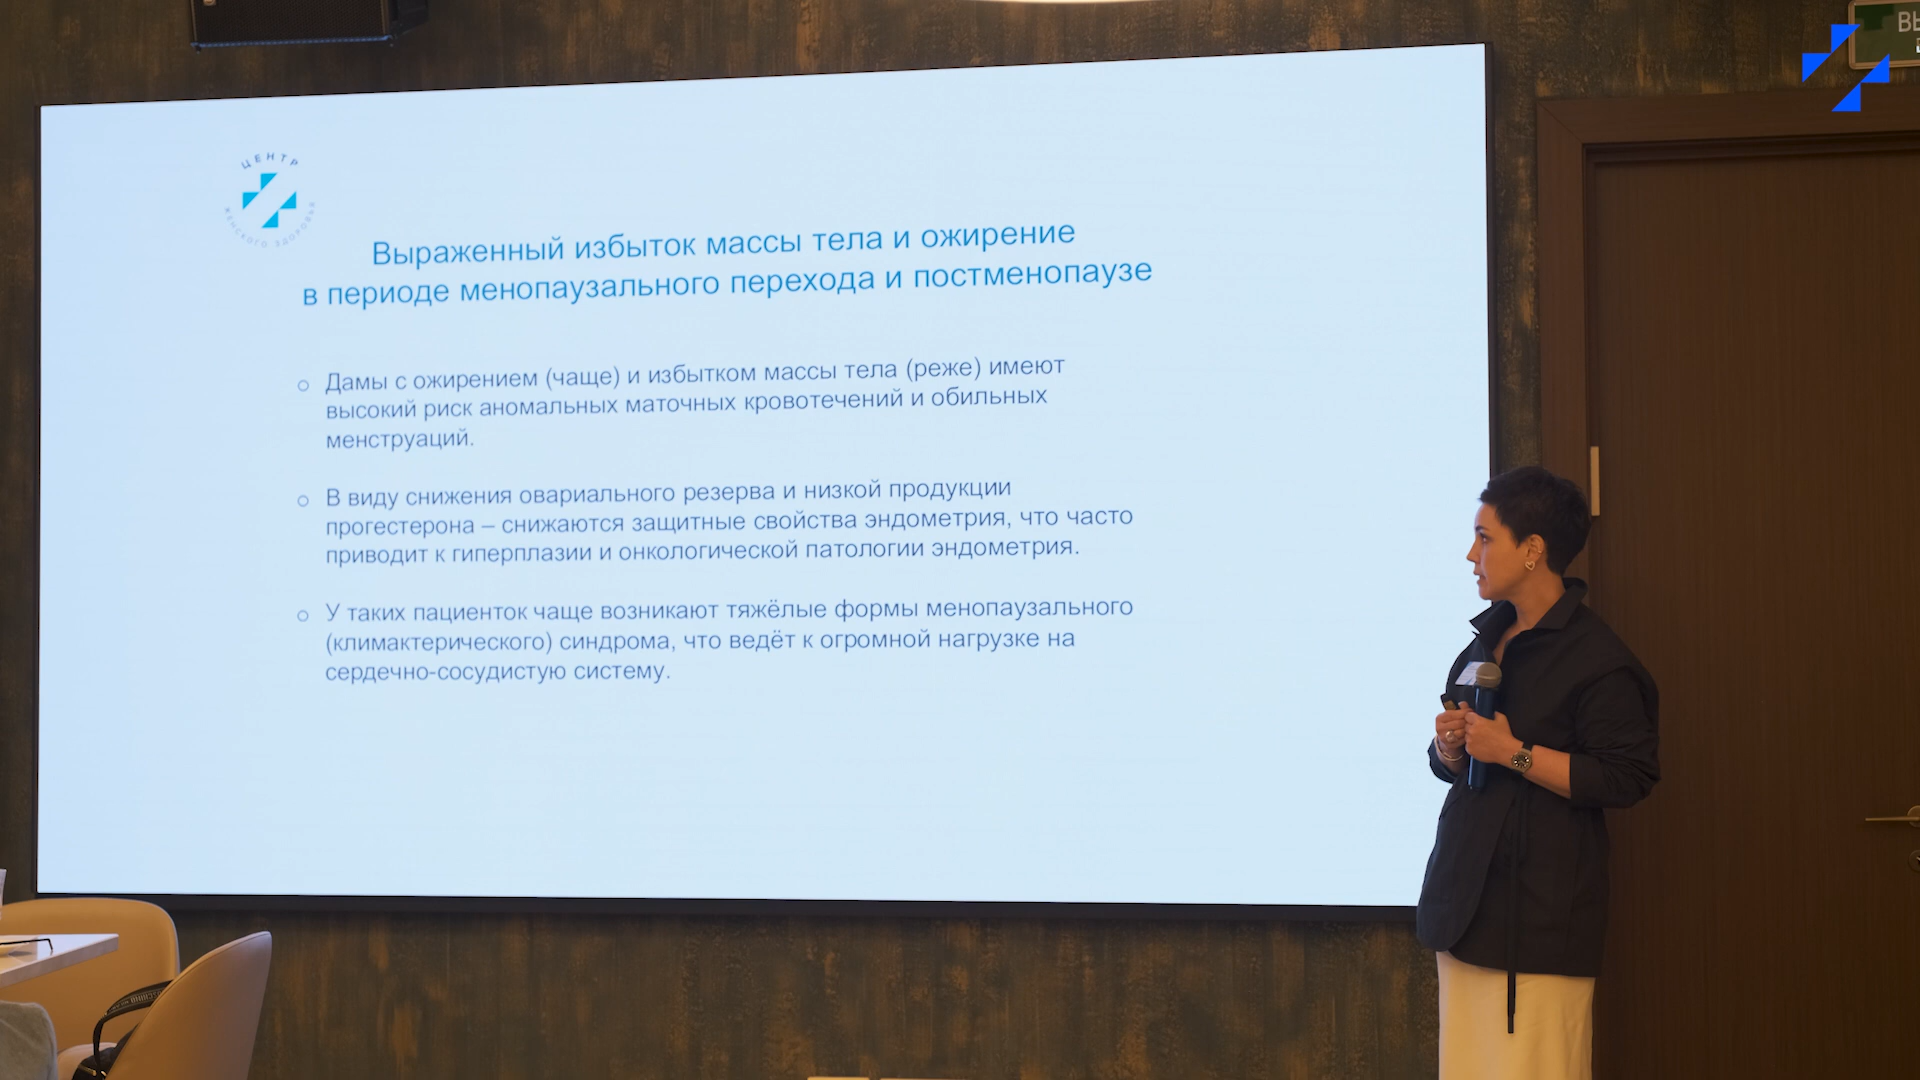 ЦЕНТР
ЖЕНСКОГО ЗДОРОВЬЯ
Выраженный избыток массы тела и ожирение
в периоде менопаузального перехода и постменопаузе
○ Дамы с ожирением (чаще) и избытком массы тела (реже) имеют
высокий риск аномальных маточных кровотечений и обильных
менструаций.
○ В виду снижения овариального резерва и низкой продукции
прогестерона – снижаются защитные свойства эндометрия, что часто
приводит к гиперплазии и онкологической патологии эндометрия.
○ У таких пациенток чаще возникают тяжёлые формы менопаузального
(климактерического) синдрома, что ведёт к огромной нагрузке на
сердечно-сосудистую систему.